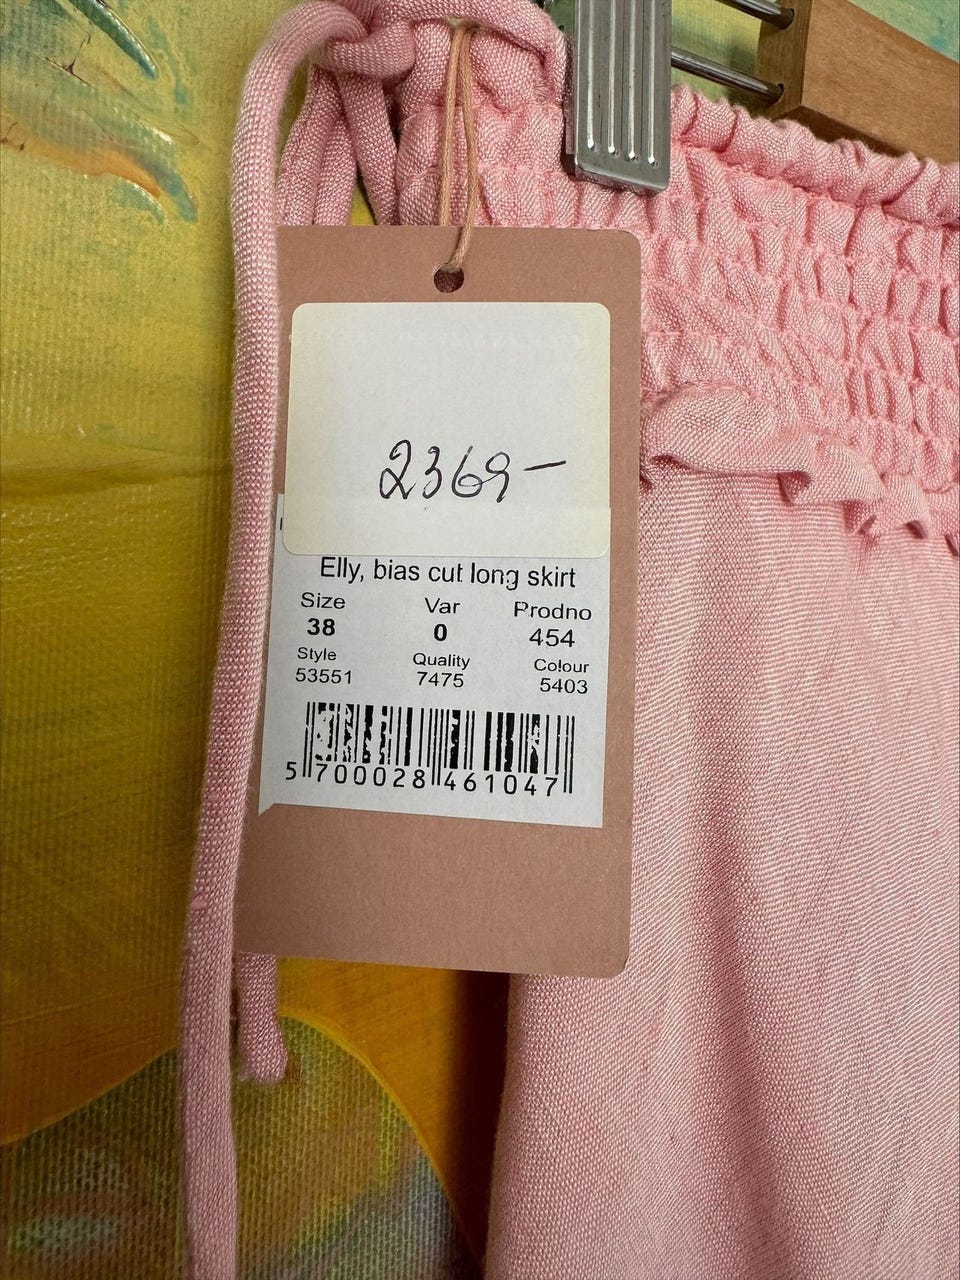 2369-
Elly, bias cut long skirt
Size Var Prodno
38 0 454
Style Quality Colour
53551 7475 5403
5 700028 461047